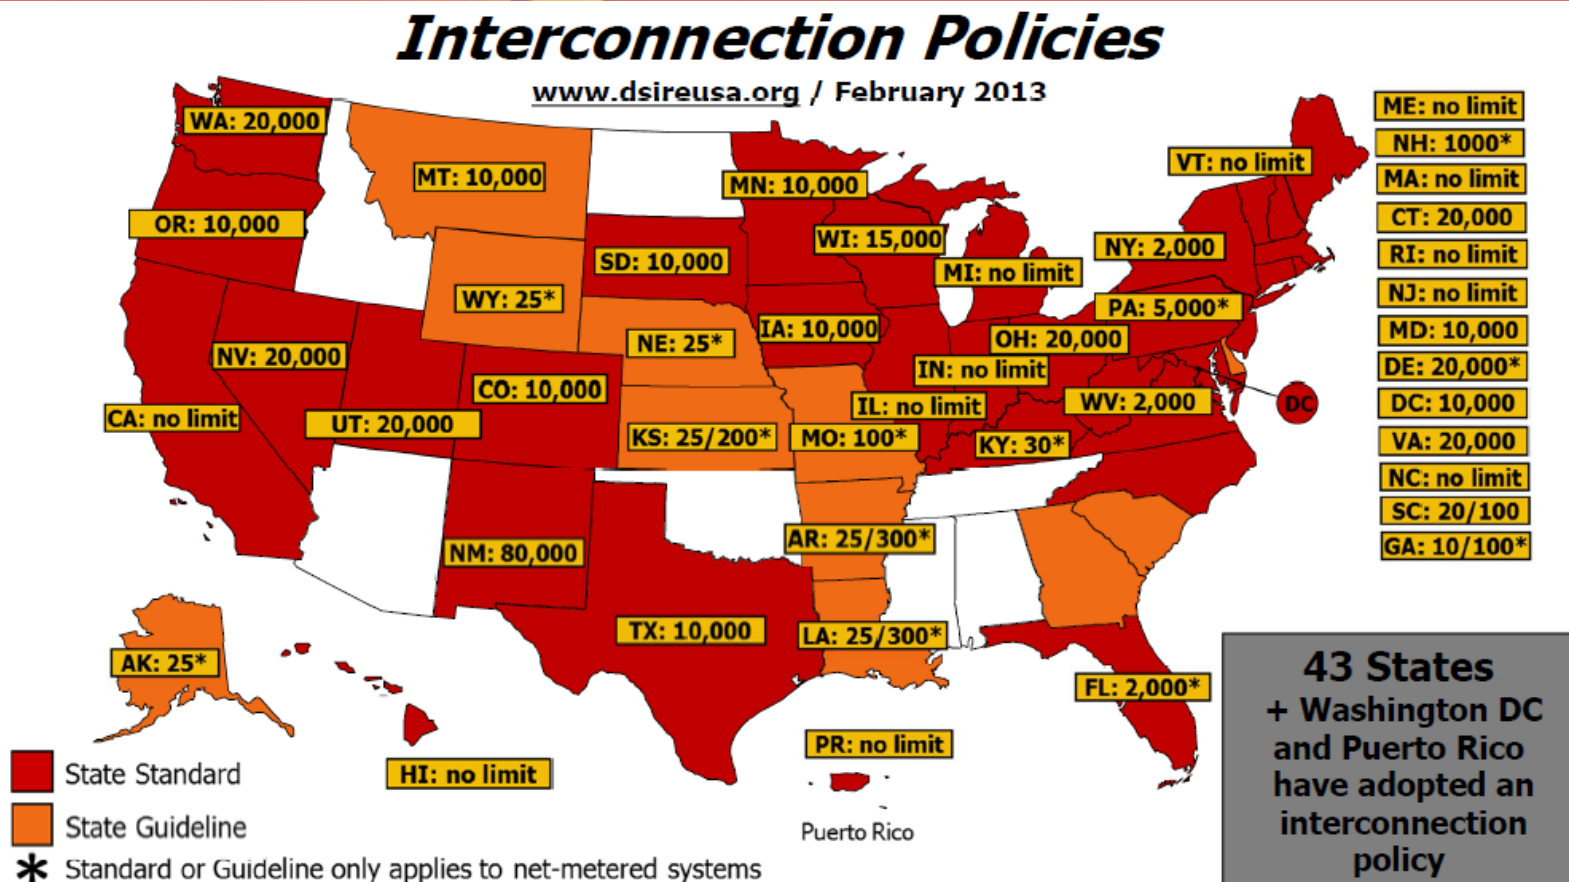 Interconnection Policies
www.dsireusa.org / February 2013
WA: 20,000
MT: 10,000
OR: 10,000
MN: 10,000
VT: no limit
WI: 15,000
NY: 2,000
SD: 10,000
MI: no limit
WY: 25*
PA: 5,000*
IA: 10,000
OH: 20,000
NE: 25*
NV: 20,000
IN: no limit
CO: 10,000
CA: no limit
UT: 20,000
IL: no limit
WV: 2,000
DC
KS: 25/200*
MO: 100*
KY: 30*
NM: 80,000
AR: 25/300*
TX: 10,000
LA: 25/300*
AK: 25*
FL: 2,000*
HI: no limit
PR: no limit
Puerto Rico
ME: no limit
NH: 1000*
MA: no limit
CT: 20,000
RI: no limit
NJ: no limit
MD: 10,000
DE: 20,000*
DC: 10,000
VA: 20,000
NC: no limit
SC: 20/100
GA: 10/100*
State Standard
State Guideline
* Standard or Guideline only applies to net-metered systems
43 States
+ Washington DC
and Puerto Rico
have adopted an
interconnection
policy